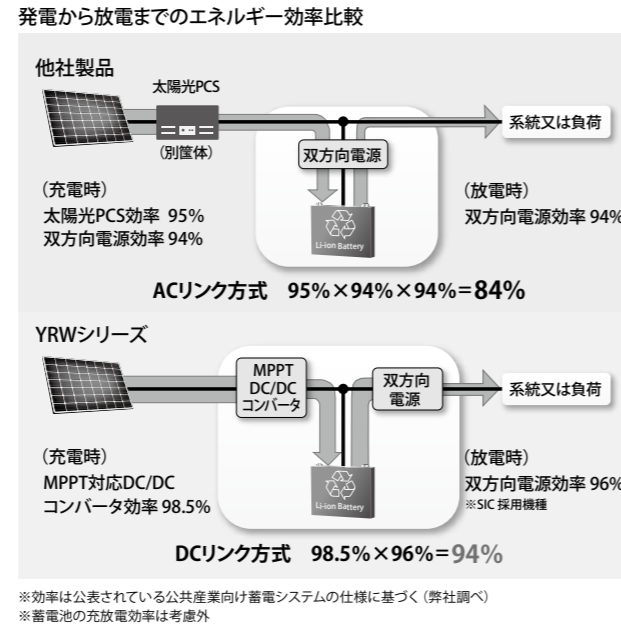 発電から放電までのエネルギー効率比較
他社製品
太陽光PCS
(別筐体)
双方向電源
系統又は負荷
Li-ion Battery
(充電時)
太陽光PCS効率 95%
双方向電源効率 94%
(放電時)
双方向電源効率 94%
ACリンク方式 95%×94%×94%=84%
YRWシリーズ
MPPT
DC/DC
コンバータ
双方向
電源
系統又は負荷
Li-ion Battery
(充電時)
MPPT対応DC/DC
コンバータ効率 98.5%
(放電時)
双方向電源効率 96%
※SIC 採用機種
DCリンク方式 98.5%×96%=94%
※効率は公表されている公共産業向け蓄電システムの仕様に基づく(弊社調べ)
※蓄電池の充放電効率は考慮外